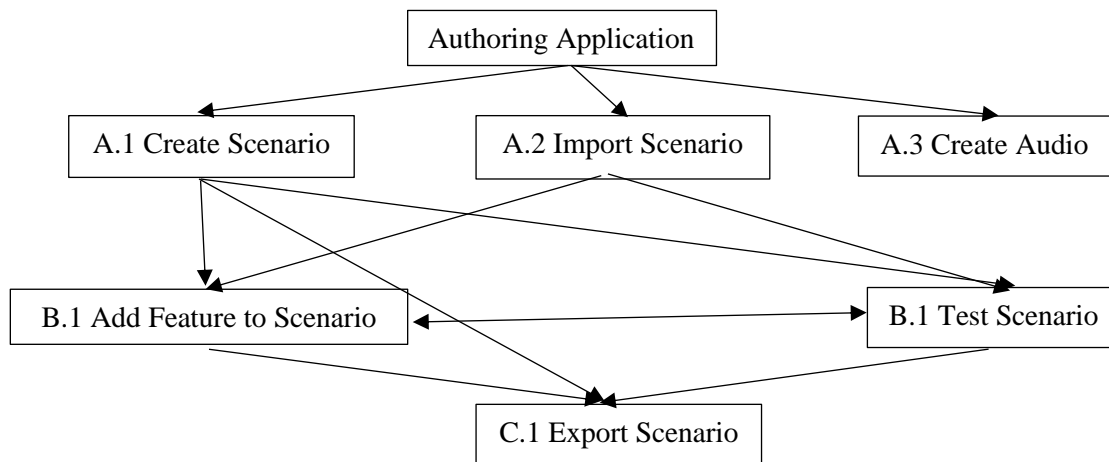 Authoring Application
A.1 Create Scenario
A.2 Import Scenario
A.3 Create Audio
B.1 Add Feature to Scenario
B.1 Test Scenario
C.1 Export Scenario